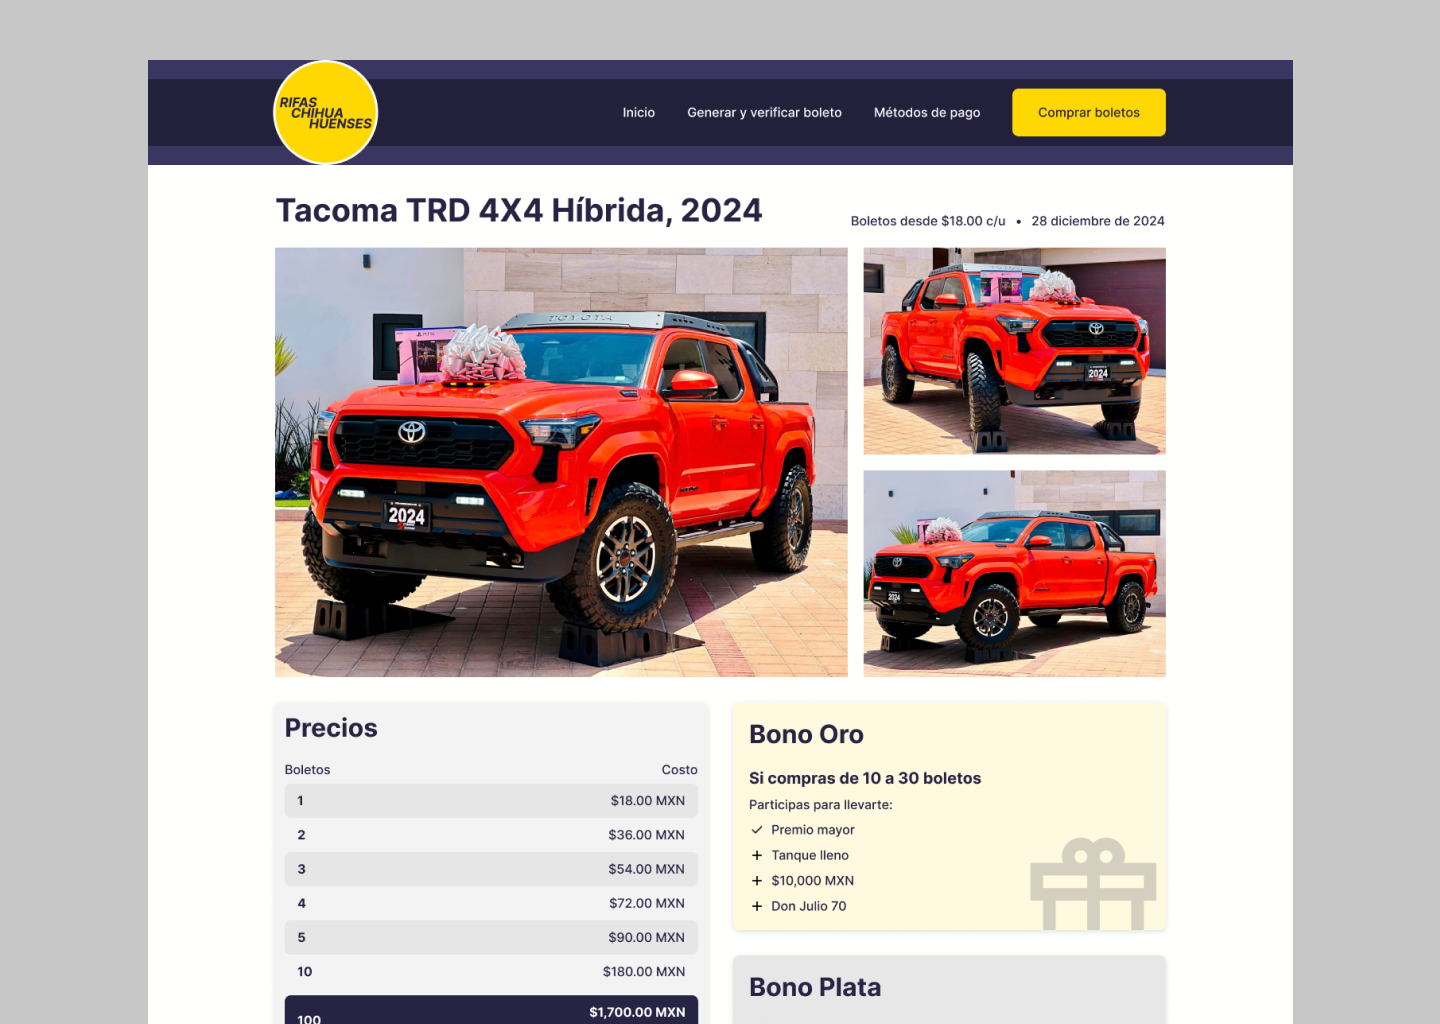 RIFAS
CHIHUA
HUENSES
Inicio
Generar y verificar boleto
Métodos de pago
Comprar boletos
Tacoma TRD 4X4 Híbrida, 2024
Boletos desde $18.00 c/u • 28 diciembre de 2024
TOYOTA
2024
2024
2024
Precios
Boletos Costo
1 $18.00 MXN
2 $36.00 MXN
3 $54.00 MXN
4 $72.00 MXN
5 $90.00 MXN
10 $180.00 MXN
100 $1,700.00 MXN
Bono Oro
Si compras de 10 a 30 boletos
Participas para llevarte:
Premio mayor
Tanque lleno
$10,000 MXN
Don Julio 70
Bono Plata